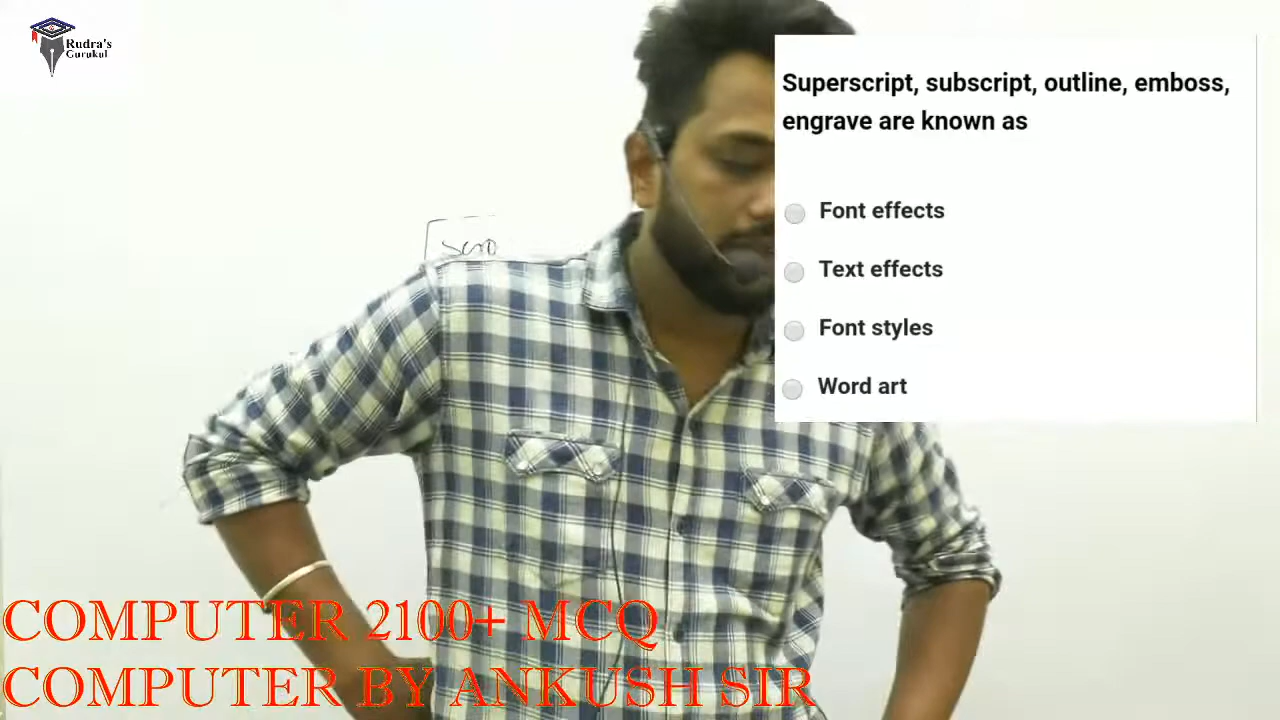 Rudra's
Gurukul
Superscript, subscript, outline, emboss,
engrave are known as
Font effects
Text effects
Font styles
Word art
COMPUTER 2100+ MCQ
COMPUTER BY ANKUSH SIR